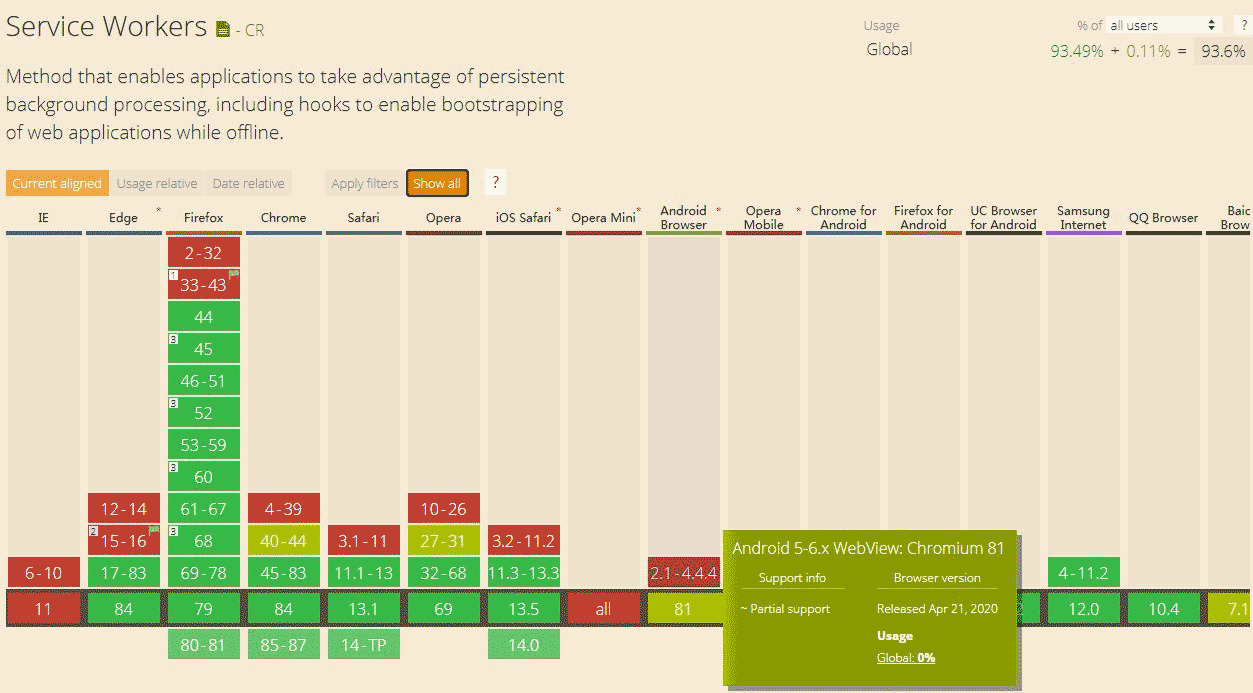 Service Workers - CR
Usage % of all users ?
Global 93.49% + 0.11% = 93.6%
Method that enables applications to take advantage of persistent
background processing, including hooks to enable bootstrapping
of web applications while offline.
Current aligned Usage relative Date relative Apply filters Show all ?
IE Edge * Firefox Chrome Safari Opera iOS Safari * Opera Mini * Android Browser * Opera Mobile * Chrome for Android Firefox for Android UC Browser for Android Samsung Internet QQ Browser
2-32
1 33-43
44
3 45
46-51
3 52
53-59
3 60
12-14 61-67 4-39 10-26
2 15-16 3 68 40-44 3.1-11 27-31 3.2-11.2
6-10 17-83 69-78 45-83 11.1-13 32-68 11.3-13.3 2.1-4.4.4 4-11.2
11 84 79 84 13.1 69 13.5 all 81 12.0 10.4 7.1
80-81 85-87 14-TP 14.0
Android 5-6.x WebView: Chromium 81
Support info Browser version
~ Partial support Released Apr 21, 2020
Usage
Global: 0%